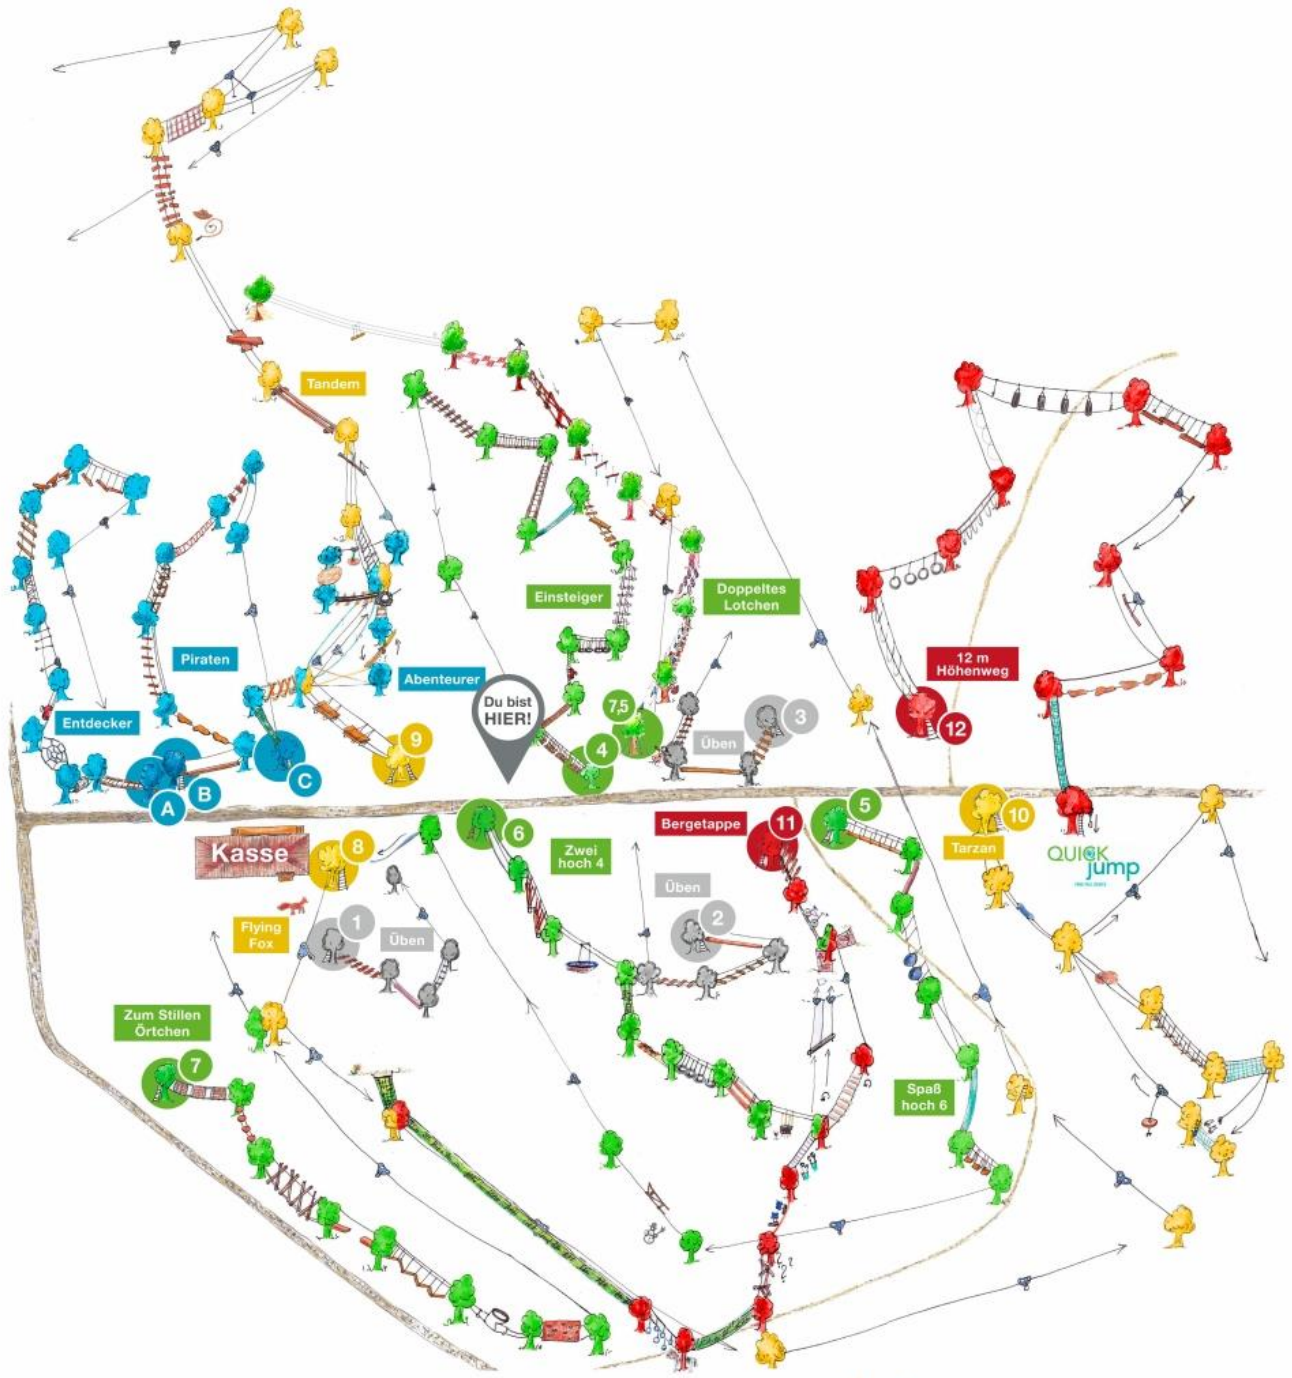 Tandem
Einsteiger
Doppeltes
Lotchen
Piraten
Abenteurer
Entdecker
Du bist
HIER!
12 m
Höhenweg
7,5
3
Üben
4
9
12
A
B
C
Kasse
8
6
Zwei
hoch 4
Bergetappe
11
5
Tarzan
10
QUICK
jump
Flying
Fox
1
Üben
Üben
2
Zum Stillen
Örtchen
7
Spaß
hoch 6